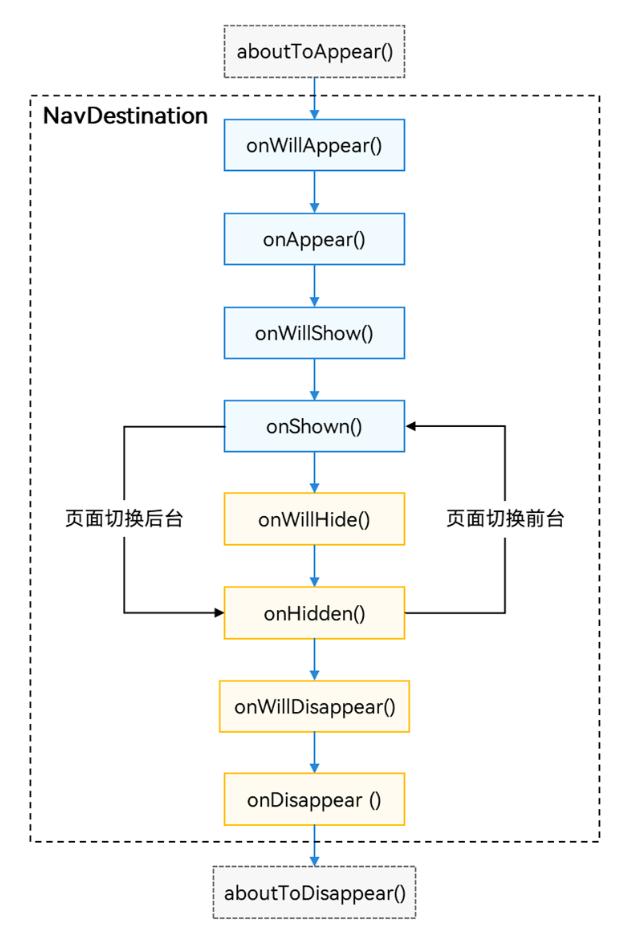 aboutToAppear()
NavDestination
onWillAppear()
onAppear()
onWillShow()
onShown()
页面切换后台
onWillHide()
页面切换前台
onHidden()
onWillDisappear()
onDisappear ()
aboutToDisappear()